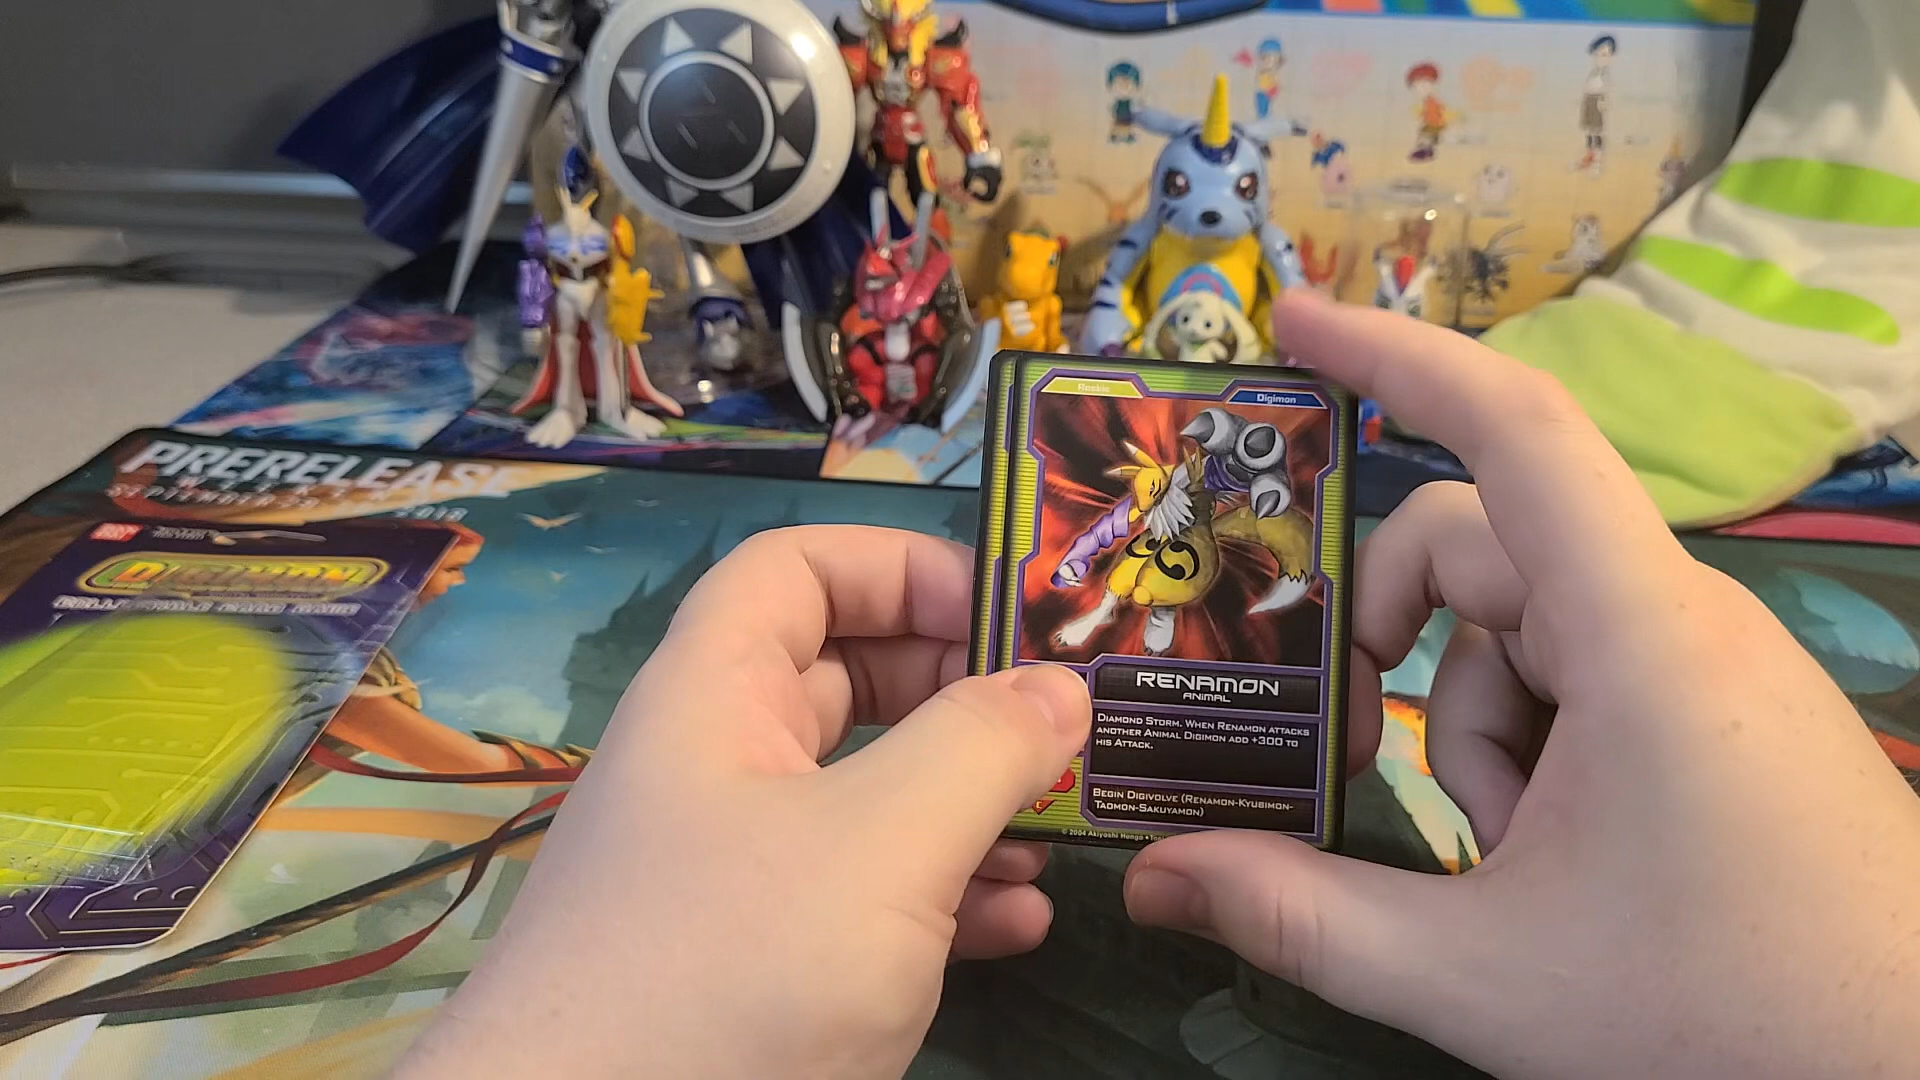 PRERELEASE
DIGIMON
Rookie
Digimon
RENAMON
ANIMAL
DIAMOND STORM. WHEN RENAMON ATTACKS
ANOTHER ANIMAL DIGIMON ADD +300 TO
HIS ATTACK.
BEGIN DIGIVOLVE (RENAMON-KYUBIMON-
TAOMON-SAKUYAMON)
C
© 2004 Akiyoshi Hongo